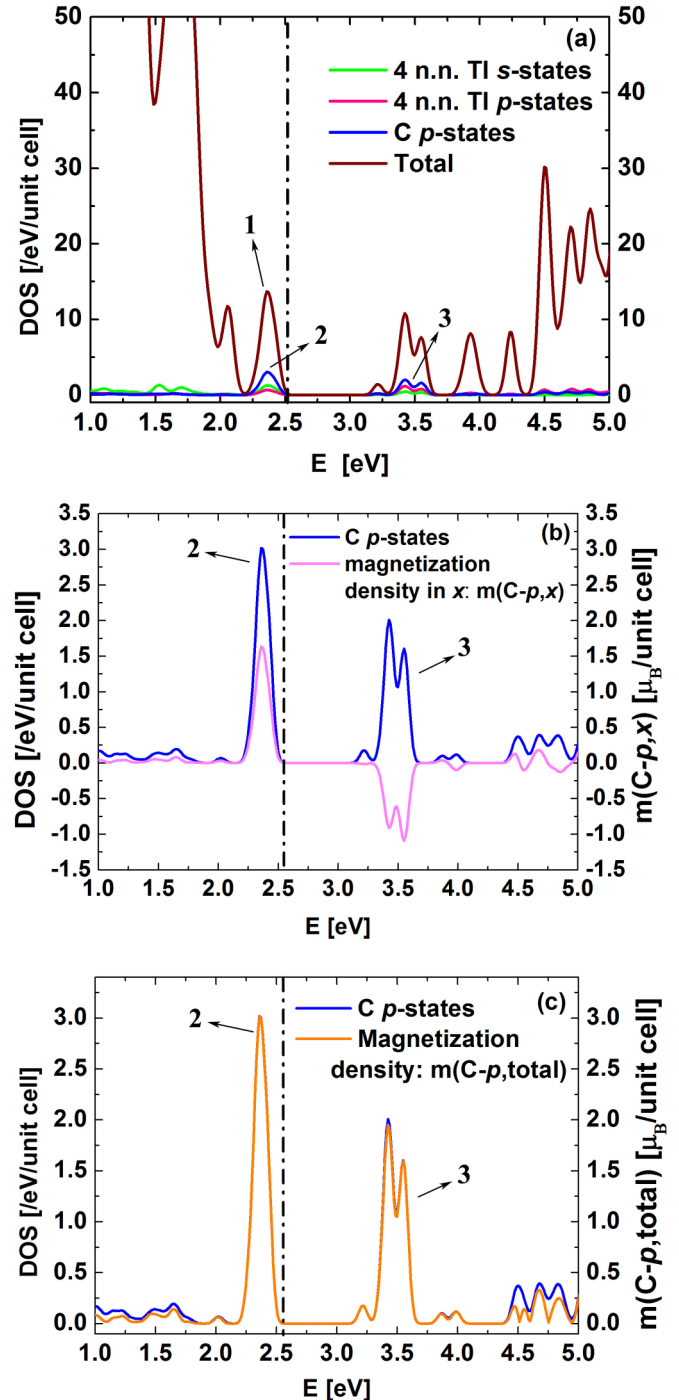 50
40
30
20
10
0
DOS [/eV/unit cell]
(a)
4 n.n. Tl s-states
4 n.n. Tl p-states
C p-states
Total
1
2
3
50
40
30
20
10
0
DOS [/eV/unit cell]
1.0 1.5 2.0 2.5 3.0 3.5 4.0 4.5 5.0
E [eV]
3.5
3.0
2.5
2.0
1.5
1.0
0.5
0.0
-0.5
-1.0
-1.5
DOS [/eV/unit cell]
(b)
C p-states
magnetization
density in x: m(C-p,x)
2
3
3.5
3.0
2.5
2.0
1.5
1.0
0.5
0.0
-0.5
-1.0
-1.5
m(C-p,x) [μB/unit cell]
1.0 1.5 2.0 2.5 3.0 3.5 4.0 4.5 5.0
E [eV]
3.0
2.5
2.0
1.5
1.0
0.5
0.0
DOS [/eV/unit cell]
(c)
C p-states
Magnetization
density: m(C-p,total)
2
3
3.0
2.5
2.0
1.5
1.0
0.5
0.0
m(C-p,total) [μB/unit cell]
1.0 1.5 2.0 2.5 3.0 3.5 4.0 4.5 5.0
E [eV]